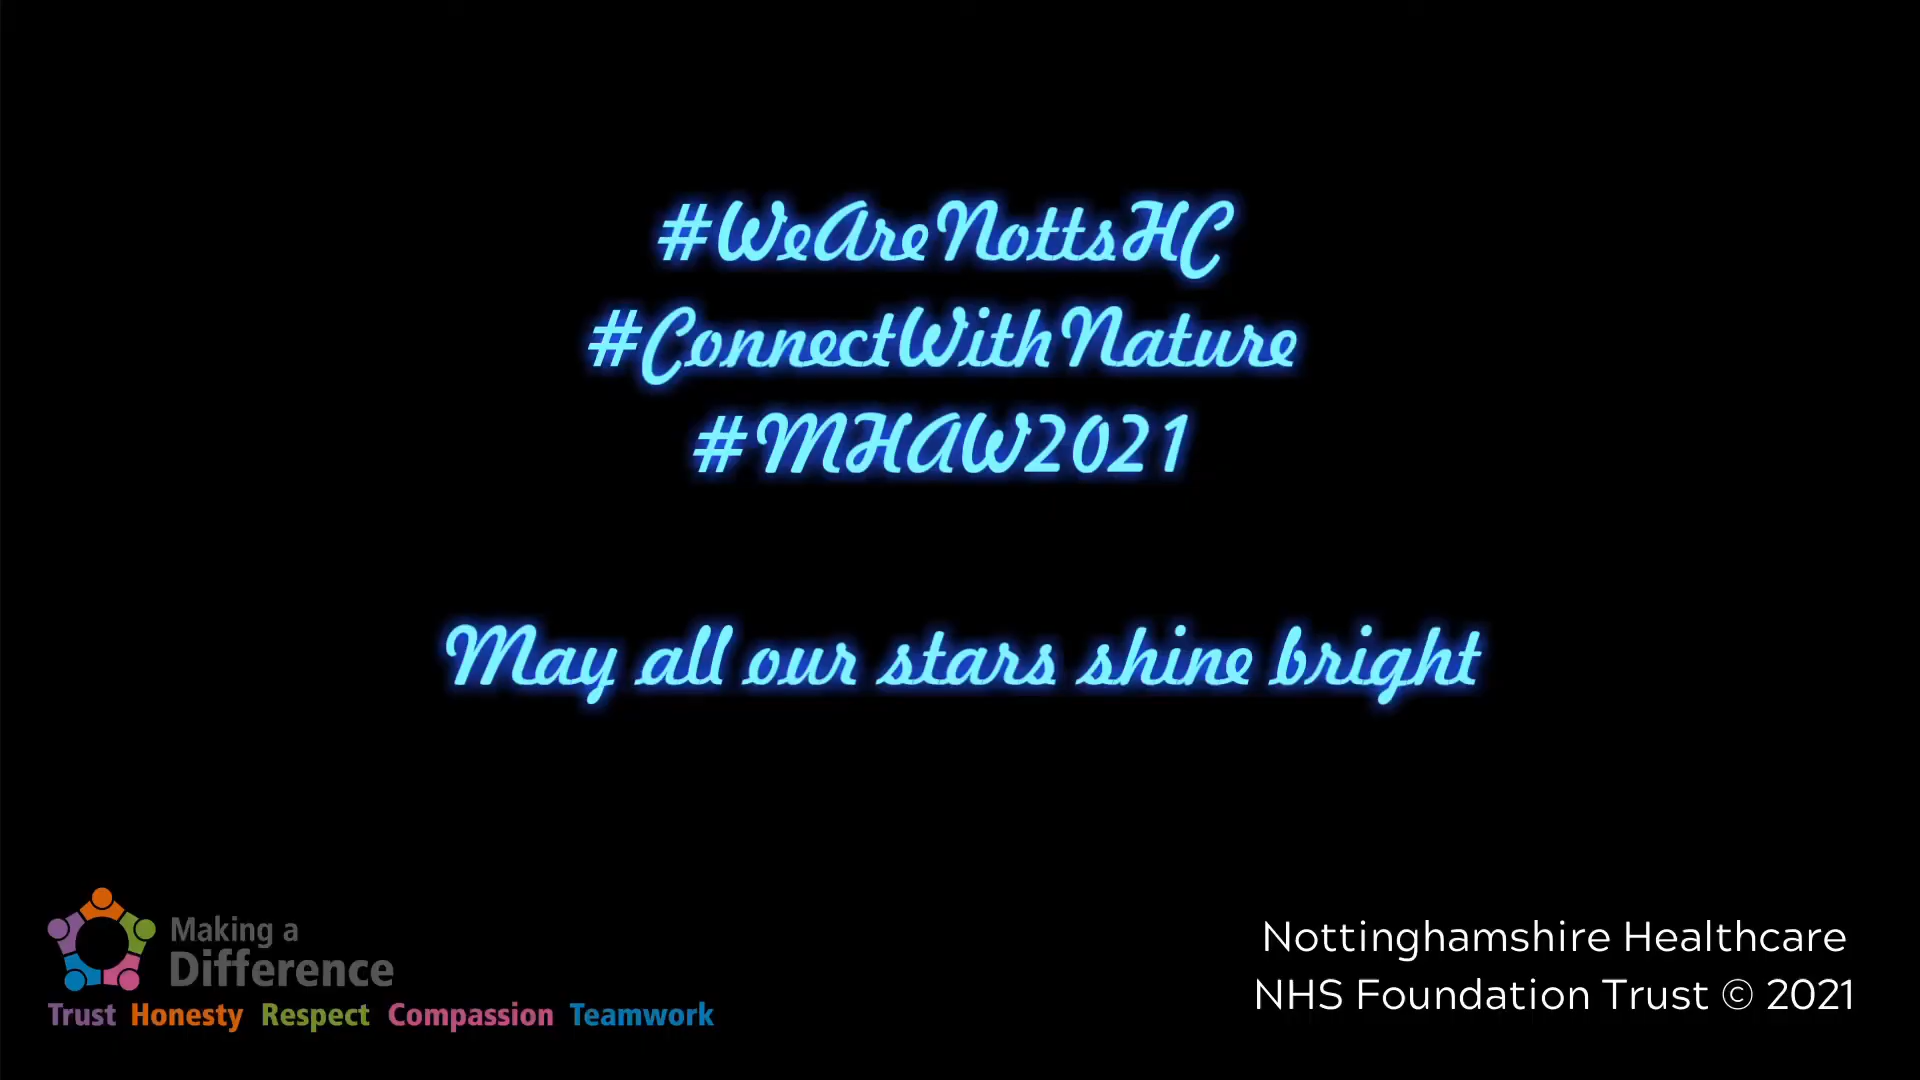 #WeAreNottsHC
#ConnectWithNature
#MHAW2021
May all our stars shine bright
Making a
Difference
Trust Honesty Respect Compassion Teamwork
Nottinghamshire Healthcare
NHS Foundation Trust © 2021